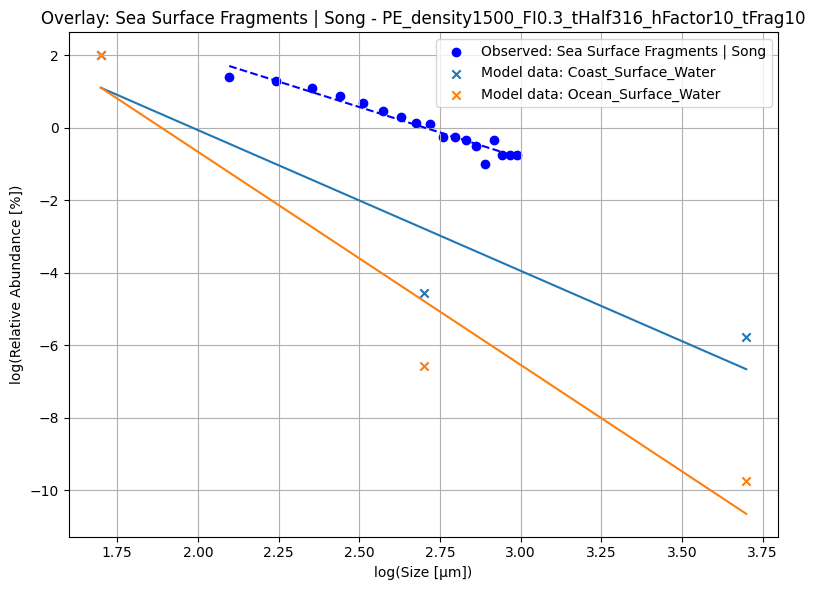 Overlay: Sea Surface Fragments | Song - PE_density1500_FI0.3_tHalf316_hFactor10_tFrag10
Observed: Sea Surface Fragments | Song
Model data: Coast_Surface_Water
Model data: Ocean_Surface_Water
log(Relative Abundance [%])
2
0
−2
−4
−6
−8
−10
1.75
2.00
2.25
2.50
2.75
3.00
3.25
3.50
3.75
log(Size [μm])